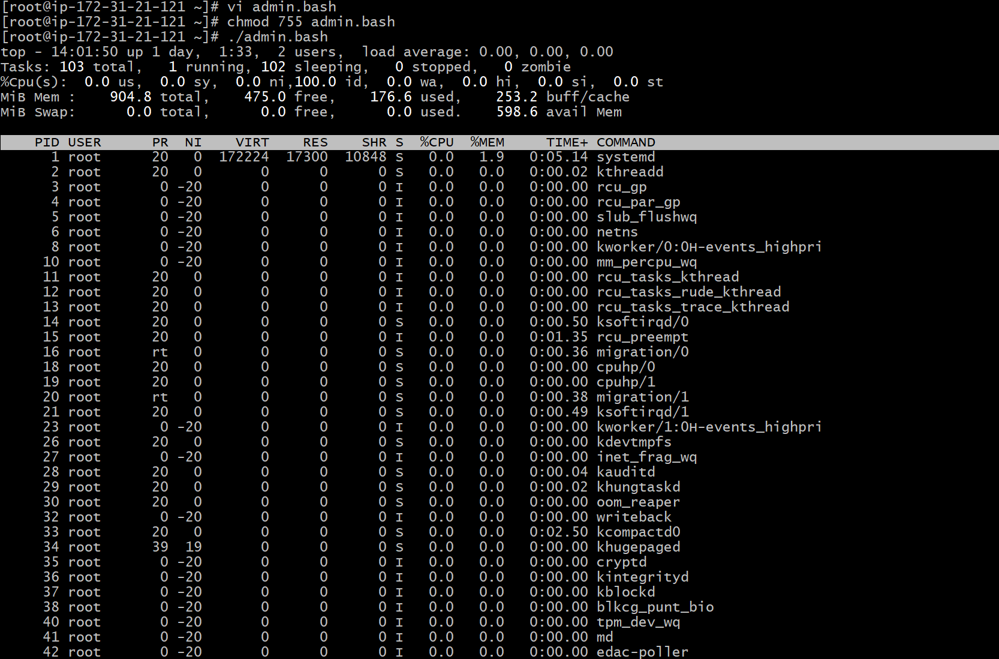 [root@ip-172-31-21-121 ~]# vi admin.bash
[root@ip-172-31-21-121 ~]# chmod 755 admin.bash
[root@ip-172-31-21-121 ~]# ./admin.bash
top - 14:01:50 up 1 day,  1:33,  2 users,  load average: 0.00, 0.00, 0.00
Tasks: 103 total,   1 running, 102 sleeping,   0 stopped,   0 zombie
%Cpu(s):  0.0 us,  0.0 sy,  0.0 ni,100.0 id,  0.0 wa,  0.0 hi,  0.0 si,  0.0 st
MiB Mem :    904.8 total,    475.0 free,    176.6 used,    253.2 buff/cache
MiB Swap:      0.0 total,      0.0 free,      0.0 used.    598.6 avail Mem
PID USER      PR  NI    VIRT    RES    SHR S  %CPU  %MEM     TIME+ COMMAND
1 root      20   0  172224  17300  10848 S   0.0   1.9   0:05.14 systemd
2 root      20   0       0      0      0 S   0.0   0.0   0:00.02 kthreadd
3 root       0 -20       0      0      0 I   0.0   0.0   0:00.00 rcu_gp
4 root       0 -20       0      0      0 I   0.0   0.0   0:00.00 rcu_par_gp
5 root       0 -20       0      0      0 I   0.0   0.0   0:00.00 slub_flushwq
6 root       0 -20       0      0      0 I   0.0   0.0   0:00.00 netns
8 root       0 -20       0      0      0 I   0.0   0.0   0:00.00 kworker/0:0H-events_highpri
10 root       0 -20       0      0      0 I   0.0   0.0   0:00.00 mm_percpu_wq
11 root      20   0       0      0      0 I   0.0   0.0   0:00.00 rcu_tasks_kthread
12 root      20   0       0      0      0 I   0.0   0.0   0:00.00 rcu_tasks_rude_kthread
13 root      20   0       0      0      0 I   0.0   0.0   0:00.00 rcu_tasks_trace_kthread
14 root      20   0       0      0      0 S   0.0   0.0   0:00.50 ksoftirqd/0
15 root      20   0       0      0      0 I   0.0   0.0   0:01.35 rcu_preempt
16 root      rt   0       0      0      0 S   0.0   0.0   0:00.36 migration/0
18 root      20   0       0      0      0 S   0.0   0.0   0:00.00 cpuhp/0
19 root      20   0       0      0      0 S   0.0   0.0   0:00.00 cpuhp/1
20 root      rt   0       0      0      0 S   0.0   0.0   0:00.38 migration/1
21 root      20   0       0      0      0 S   0.0   0.0   0:00.49 ksoftirqd/1
23 root       0 -20       0      0      0 I   0.0   0.0   0:00.00 kworker/1:0H-events_highpri
26 root      20   0       0      0      0 S   0.0   0.0   0:00.00 kdevtmpfs
27 root       0 -20       0      0      0 I   0.0   0.0   0:00.00 inet_frag_wq
28 root      20   0       0      0      0 S   0.0   0.0   0:00.04 kauditd
29 root      20   0       0      0      0 S   0.0   0.0   0:00.02 khungtaskd
30 root      20   0       0      0      0 S   0.0   0.0   0:00.00 oom_reaper
32 root       0 -20       0      0      0 I   0.0   0.0   0:00.00 writeback
33 root      20   0       0      0      0 S   0.0   0.0   0:02.50 kcompactd0
34 root      39  19       0      0      0 S   0.0   0.0   0:00.00 khugepaged
35 root       0 -20       0      0      0 I   0.0   0.0   0:00.00 cryptd
36 root       0 -20       0      0      0 I   0.0   0.0   0:00.00 kintegrityd
37 root       0 -20       0      0      0 I   0.0   0.0   0:00.00 kblockd
38 root       0 -20       0      0      0 I   0.0   0.0   0:00.00 blkcg_punt_bio
40 root       0 -20       0      0      0 I   0.0   0.0   0:00.00 tpm_dev_wq
41 root       0 -20       0      0      0 I   0.0   0.0   0:00.00 md
42 root       0 -20       0      0      0 I   0.0   0.0   0:00.00 edac-poller